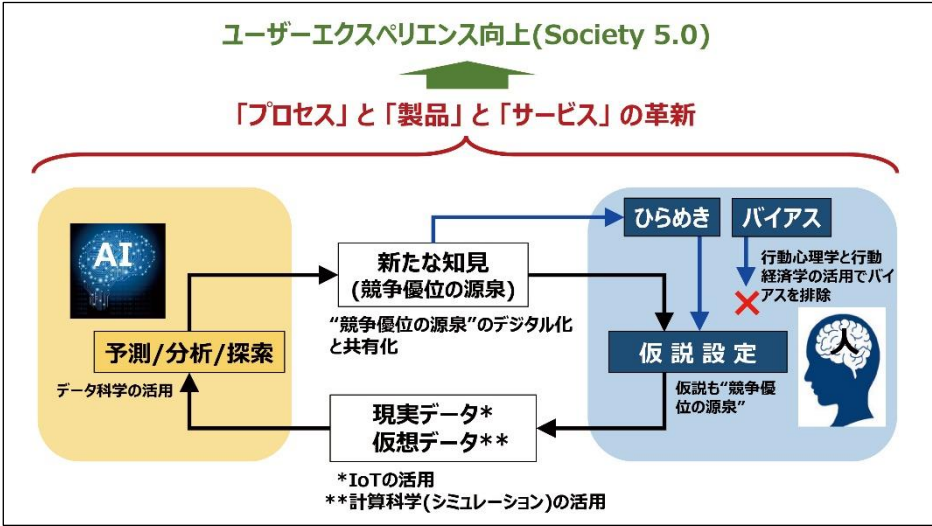 ユーザーエクスペリエンス向上(Society 5.0)
「プロセス」と「製品」と「サービス」の革新
AI
予測/分析/探索
データ科学の活用
新たな知見
(競争優位の源泉)
“競争優位の源泉”のデジタル化
と共有化
現実データ*
仮想データ**
*IoTの活用
**計算科学(シミュレーション)の活用
ひらめき
バイアス
行動心理学と行動
経済学の活用でバイ
アスを排除
人
仮説設定
仮説も“競争優
位の源泉”